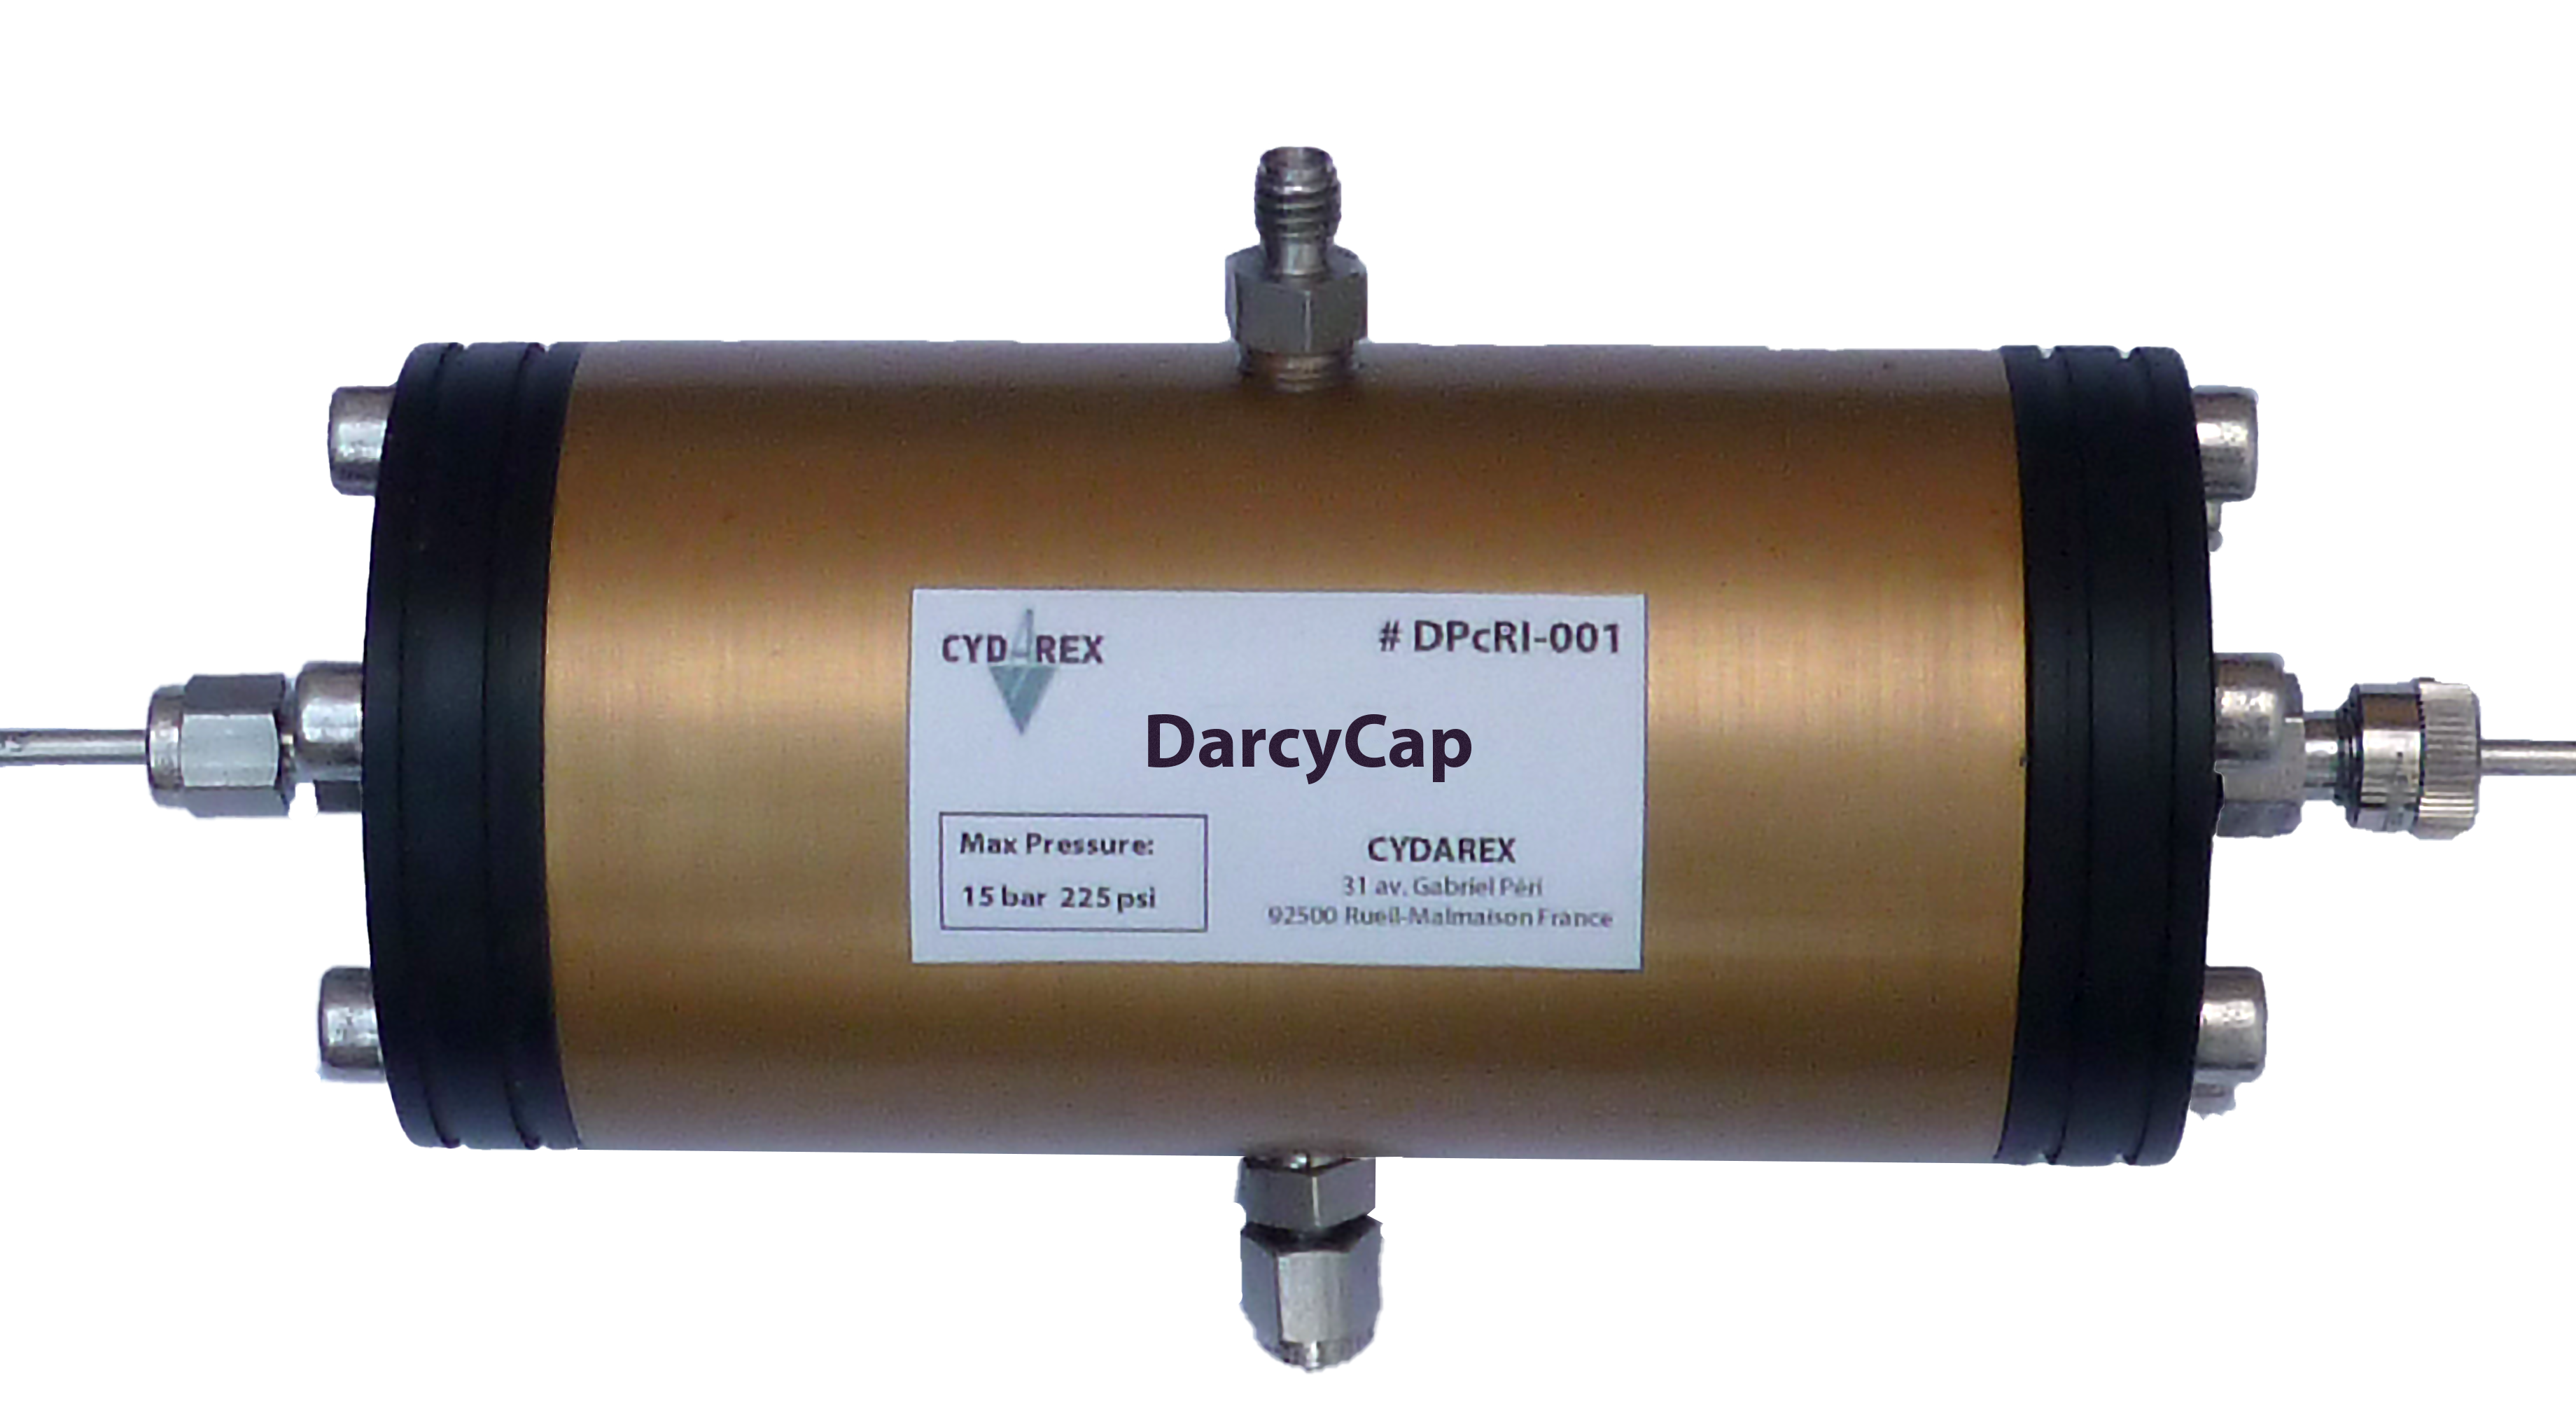 CYDAREX
# DPcRI-001
DarcyCap
Max Pressure:
15 bar 225 psi
CYDAREX
31 av. Gabriel Péri
92500 Rueil-Malmaison France